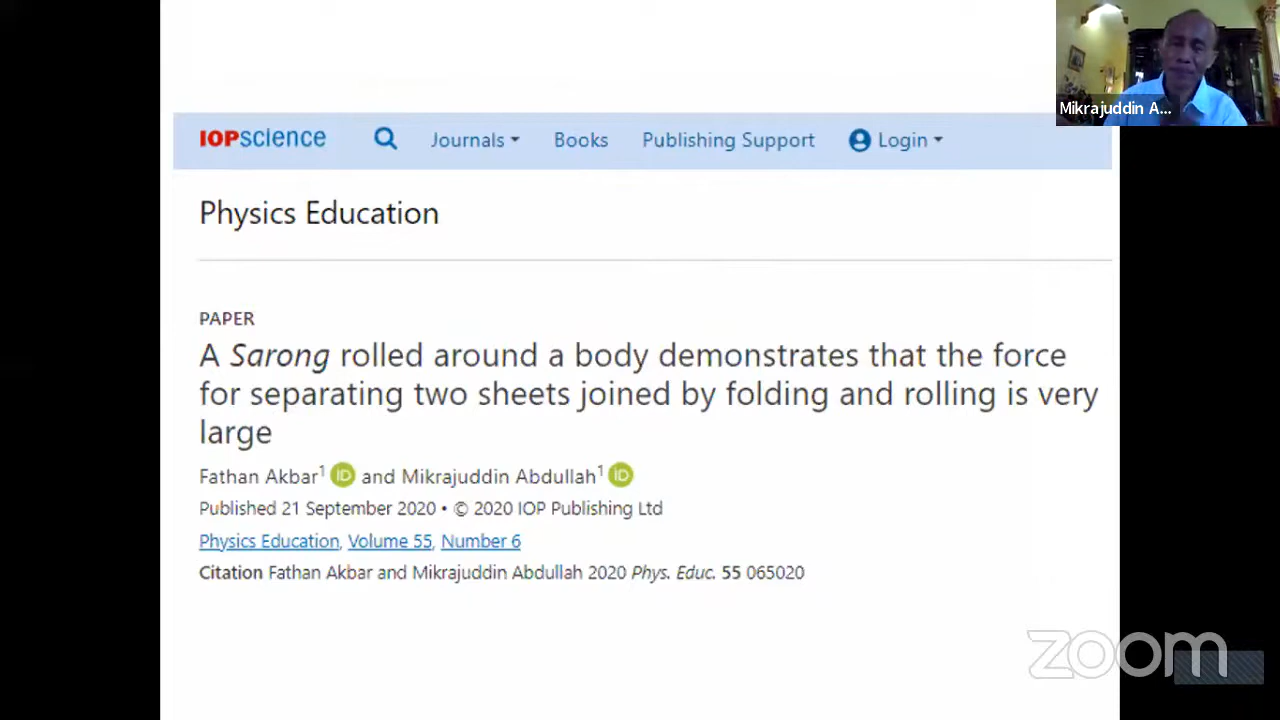 Mikrajuddin A...
IOPscience Journals Books Publishing Support Login
Physics Education
PAPER
A Sarong rolled around a body demonstrates that the force
for separating two sheets joined by folding and rolling is very
large
Fathan Akbar1 iD and Mikrajuddin Abdullah1 iD
Published 21 September 2020 • © 2020 IOP Publishing Ltd
Physics Education, Volume 55, Number 6
Citation Fathan Akbar and Mikrajuddin Abdullah 2020 Phys. Educ. 55 065020
zoom